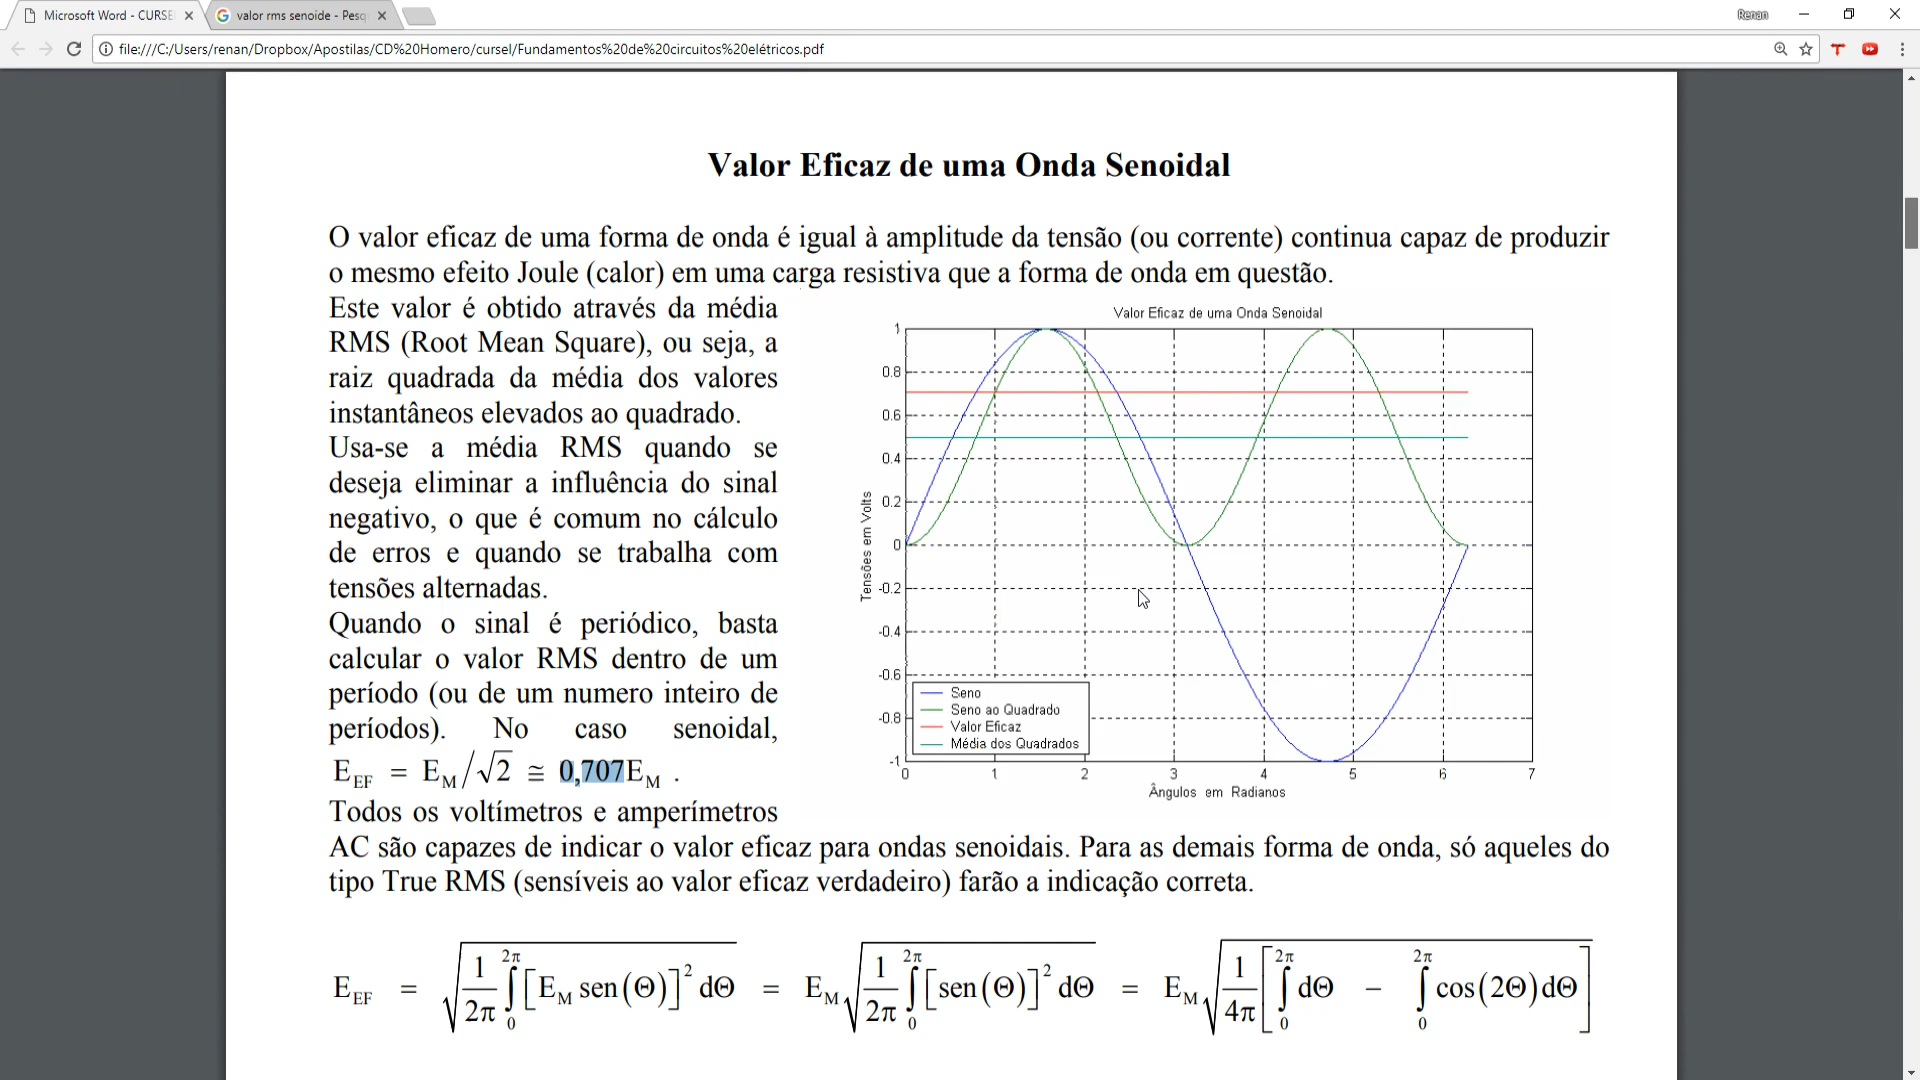 Microsoft Word - CURSE
valor rms senoide - Pesq
Renan
file:///C:/Users/renan/Dropbox/Apostilas/CD%20Homero/cursel/Fundamentos%20de%20circuitos%20elétricos.pdf
Valor Eficaz de uma Onda Senoidal
O valor eficaz de uma forma de onda é igual à amplitude da tensão (ou corrente) continua capaz de produzir
o mesmo efeito Joule (calor) em uma carga resistiva que a forma de onda em questão.
Este valor é obtido através da média
RMS (Root Mean Square), ou seja, a
raiz quadrada da média dos valores
instantâneos elevados ao quadrado.
Usa-se a média RMS quando se
deseja eliminar a influência do sinal
negativo, o que é comum no cálculo
de erros e quando se trabalha com
tensões alternadas.
Quando o sinal é periódico, basta
calcular o valor RMS dentro de um
período (ou de um numero inteiro de
períodos). No caso senoidal,
E_EF = E_M/√2 ≅ 0,707E_M .
Todos os voltímetros e amperímetros
Valor Eficaz de uma Onda Senoidal
Tensões em Volts
1
0.8
0.6
0.4
0.2
0
-0.2
-0.4
-0.6
-0.8
-1
Seno
Seno ao Quadrado
Valor Eficaz
Média dos Quadrados
0 1 2 3 4 5 6 7
Ângulos em Radianos
AC são capazes de indicar o valor eficaz para ondas senoidais. Para as demais forma de onda, só aqueles do
tipo True RMS (sensíveis ao valor eficaz verdadeiro) farão a indicação correta.
E_EF = √(1/2π ∫₀^2π [E_M sen(Θ)]² dΘ) = E_M √(1/2π ∫₀^2π [sen(Θ)]² dΘ) = E_M √(1/4π [∫₀^2π dΘ − ∫₀^2π cos(2Θ)dΘ])